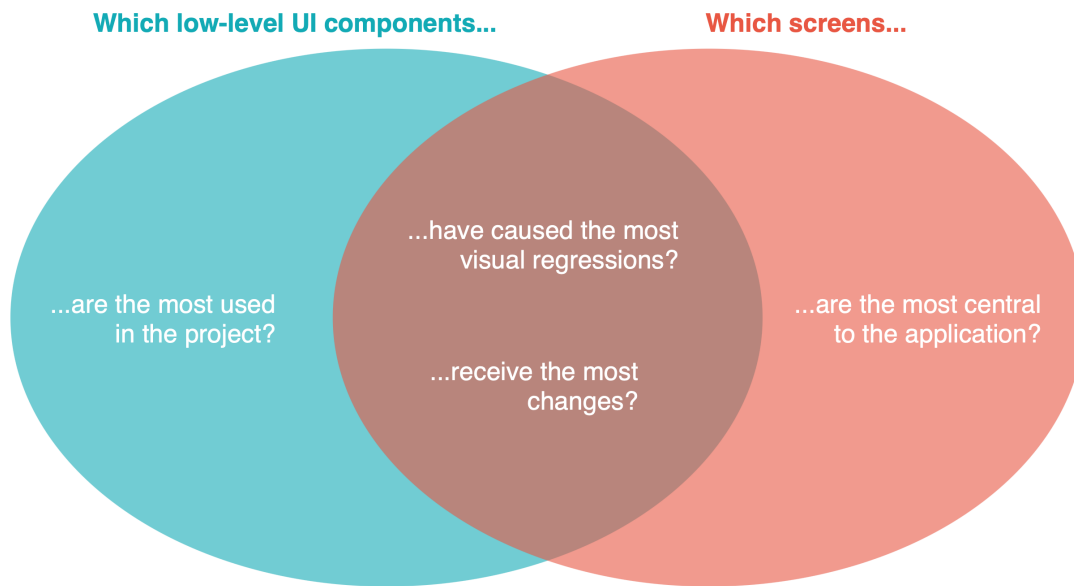 Which low-level UI components...
Which screens...
...have caused the most
visual regressions?
...are the most used
in the project?
...are the most central
to the application?
...receive the most
changes?